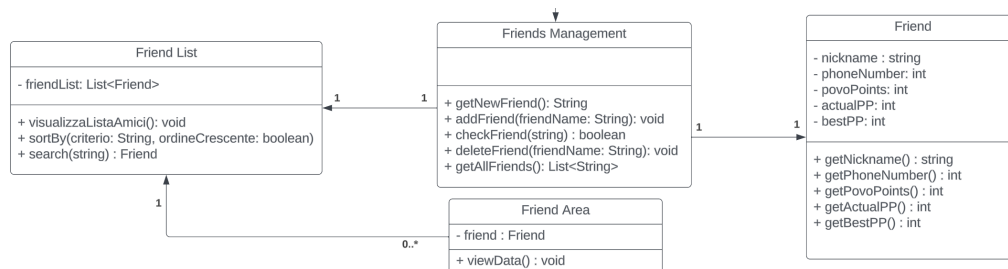 Friend List
- friendList: List<Friend>
+ visualizzaListaAmici(): void
+ sortBy(criterio: String, ordineCrescente: boolean)
+ search(string) : Friend
1
1
1
Friends Management
+ getNewFriend(): String
+ addFriend(friendName: String): void
+ checkFriend(string) : boolean
+ deleteFriend(friendName: String): void
+ getAllFriends(): List<String>
1
1
Friend
- nickname : string
- phoneNumber: int
- povoPoints: int
- actualPP: int
- bestPP: int
+ getNickname() : string
+ getPhoneNumber() : int
+ getPovoPoints() : int
+ getActualPP() : int
+ getBestPP() : int
Friend Area
- friend : Friend
+ viewData() : void
0..*